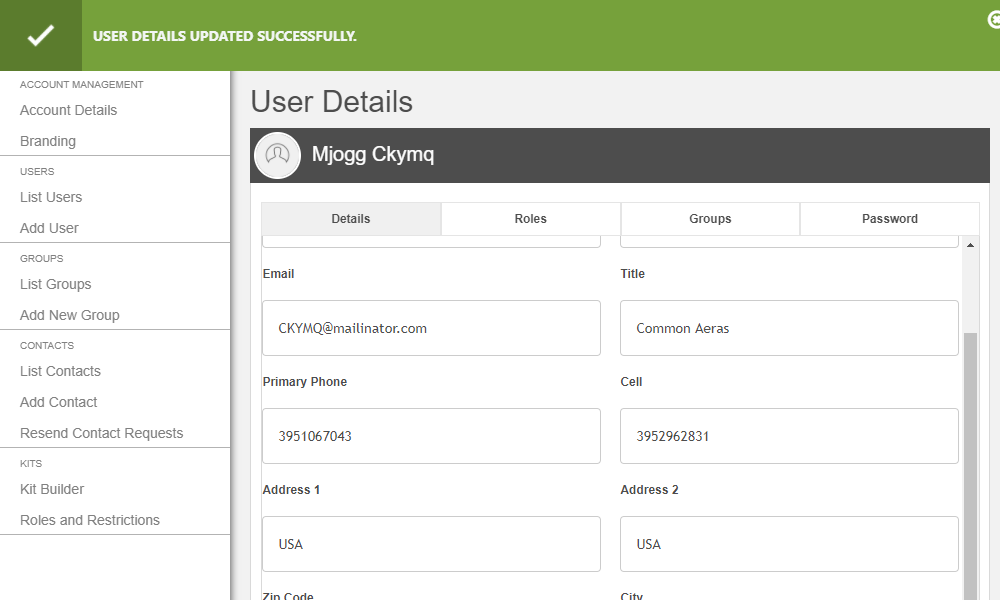 USER DETAILS UPDATED SUCCESSFULLY.
ACCOUNT MANAGEMENT
Account Details
Branding
USERS
List Users
Add User
GROUPS
List Groups
Add New Group
CONTACTS
List Contacts
Add Contact
Resend Contact Requests
KITS
Kit Builder
Roles and Restrictions
User Details
Mjogg Ckymq
Details Roles Groups Password
Email Title
CKYMQ@mailinator.com Common Aeras
Primary Phone Cell
3951067043 3952962831
Address 1 Address 2
USA USA
Zip Code City